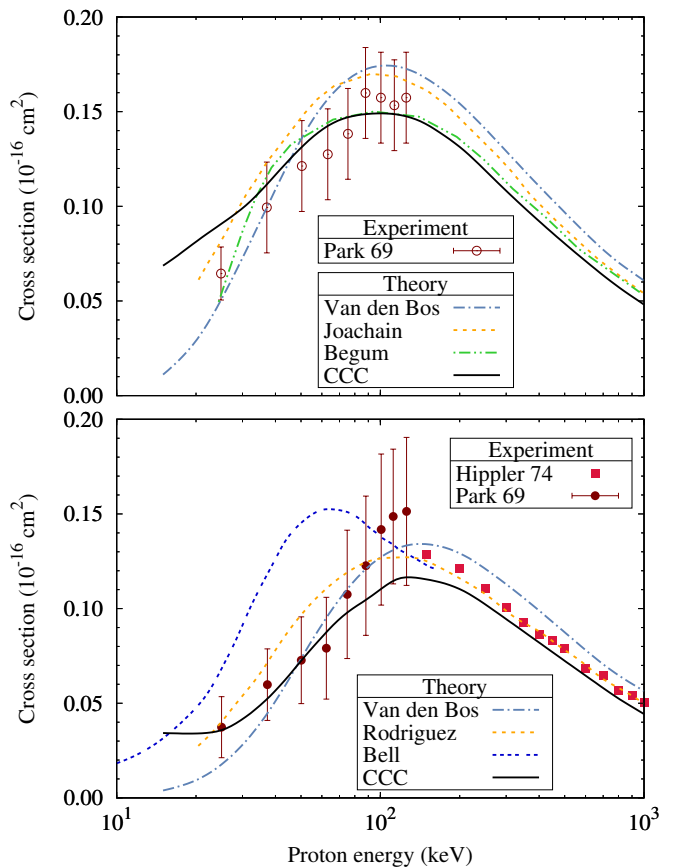 0.20
0.15
0.10
0.05
0.00
Cross section (10⁻¹⁶ cm²)
Experiment
Park 69
Theory
Van den Bos
Joachain
Begum
CCC
0.20
0.15
0.10
0.05
0.00
Cross section (10⁻¹⁶ cm²)
Experiment
Hippler 74
Park 69
Theory
Van den Bos
Rodriguez
Bell
CCC
10¹ 10² 10³
Proton energy (keV)